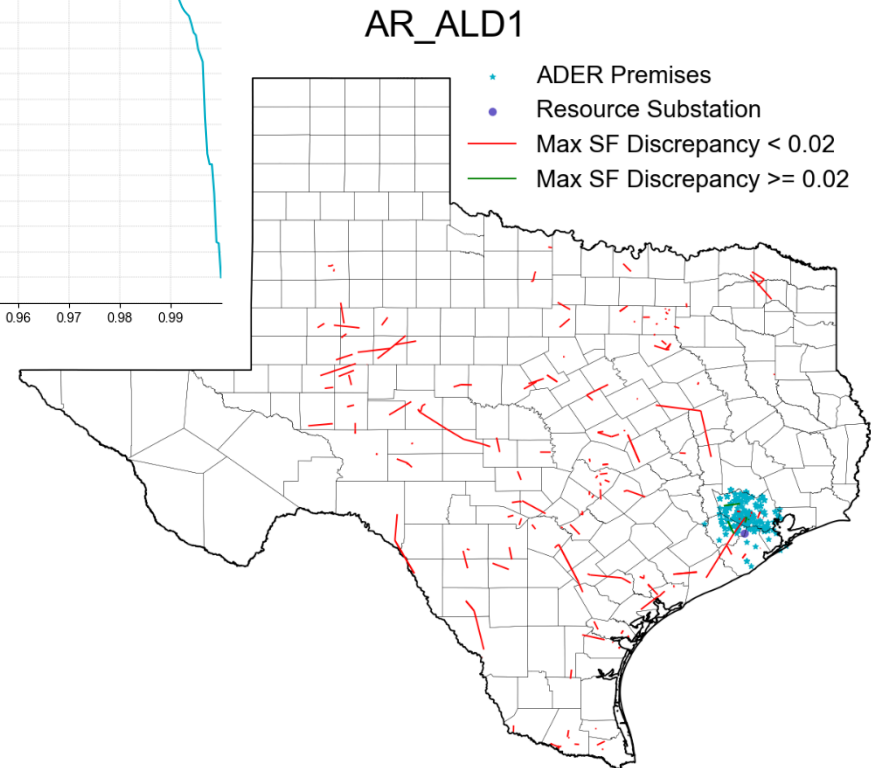 AR_ALD1
ADER Premises
Resource Substation
Max SF Discrepancy < 0.02
Max SF Discrepancy >= 0.02
0.96 0.97 0.98 0.99